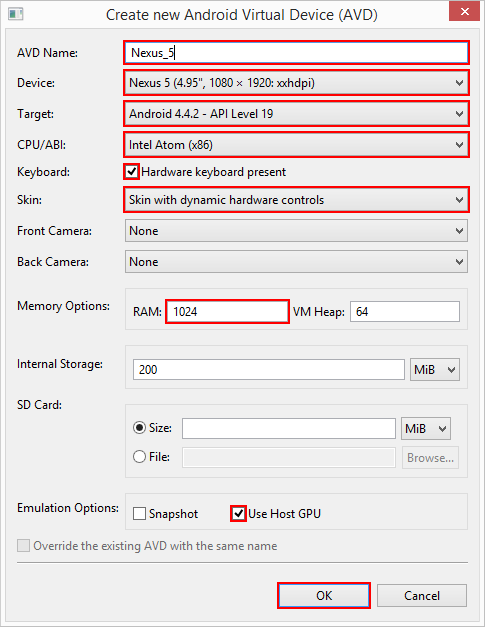 Create new Android Virtual Device (AVD)
AVD Name: Nexus_5
Device: Nexus 5 (4.95", 1080 × 1920: xxhdpi)
Target: Android 4.4.2 - API Level 19
CPU/ABI: Intel Atom (x86)
Keyboard: Hardware keyboard present
Skin: Skin with dynamic hardware controls
Front Camera: None
Back Camera: None
Memory Options: RAM: 1024 VM Heap: 64
Internal Storage: 200 MiB
SD Card:
Size: MiB
File: Browse...
Emulation Options: Snapshot Use Host GPU
Override the existing AVD with the same name
OK Cancel